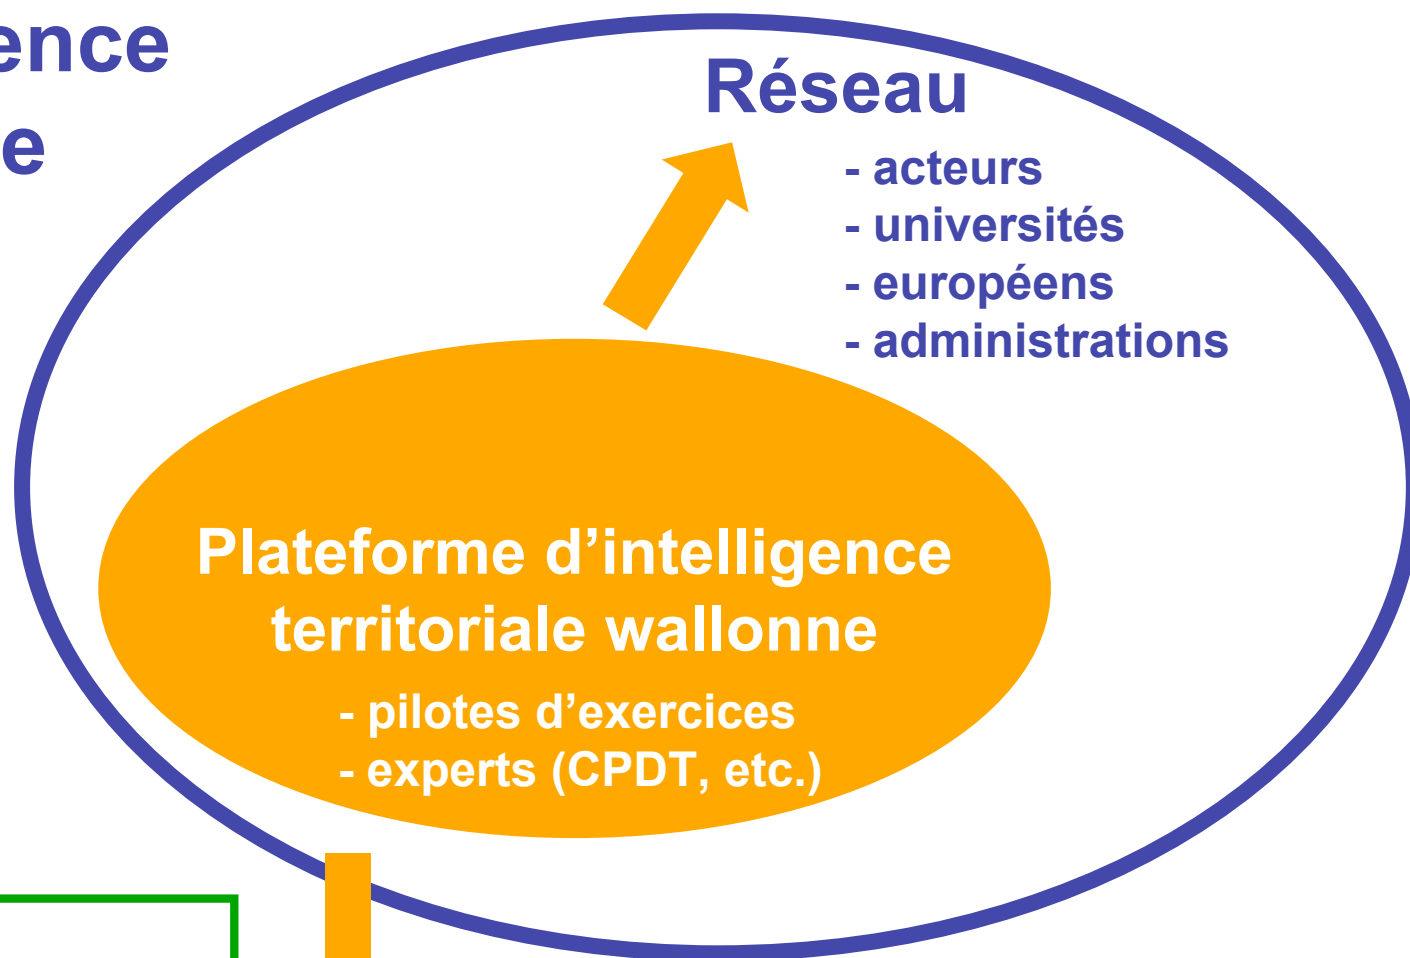 ence
e
Réseau
- acteurs
- universités
- européens
- administrations
Plateforme d’intelligence
territoriale wallonne
- pilotes d’exercices
- experts (CPDT, etc.)